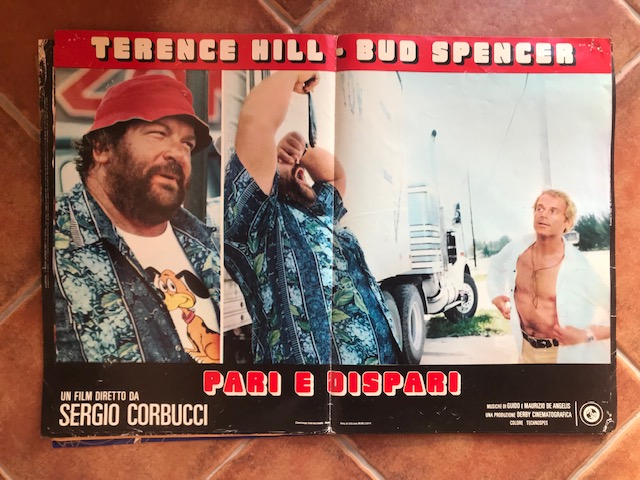 TERENCE HILL - BUD SPENCER
PARI E DISPARI
UN FILM DIRETTO DA
SERGIO CORBUCCI
MUSICHE DI GUIDO E MAURIZIO DE ANGELIS
UNA PRODUZIONE DERBY CINEMATOGRAFICA
COLORE TECHNOSPES